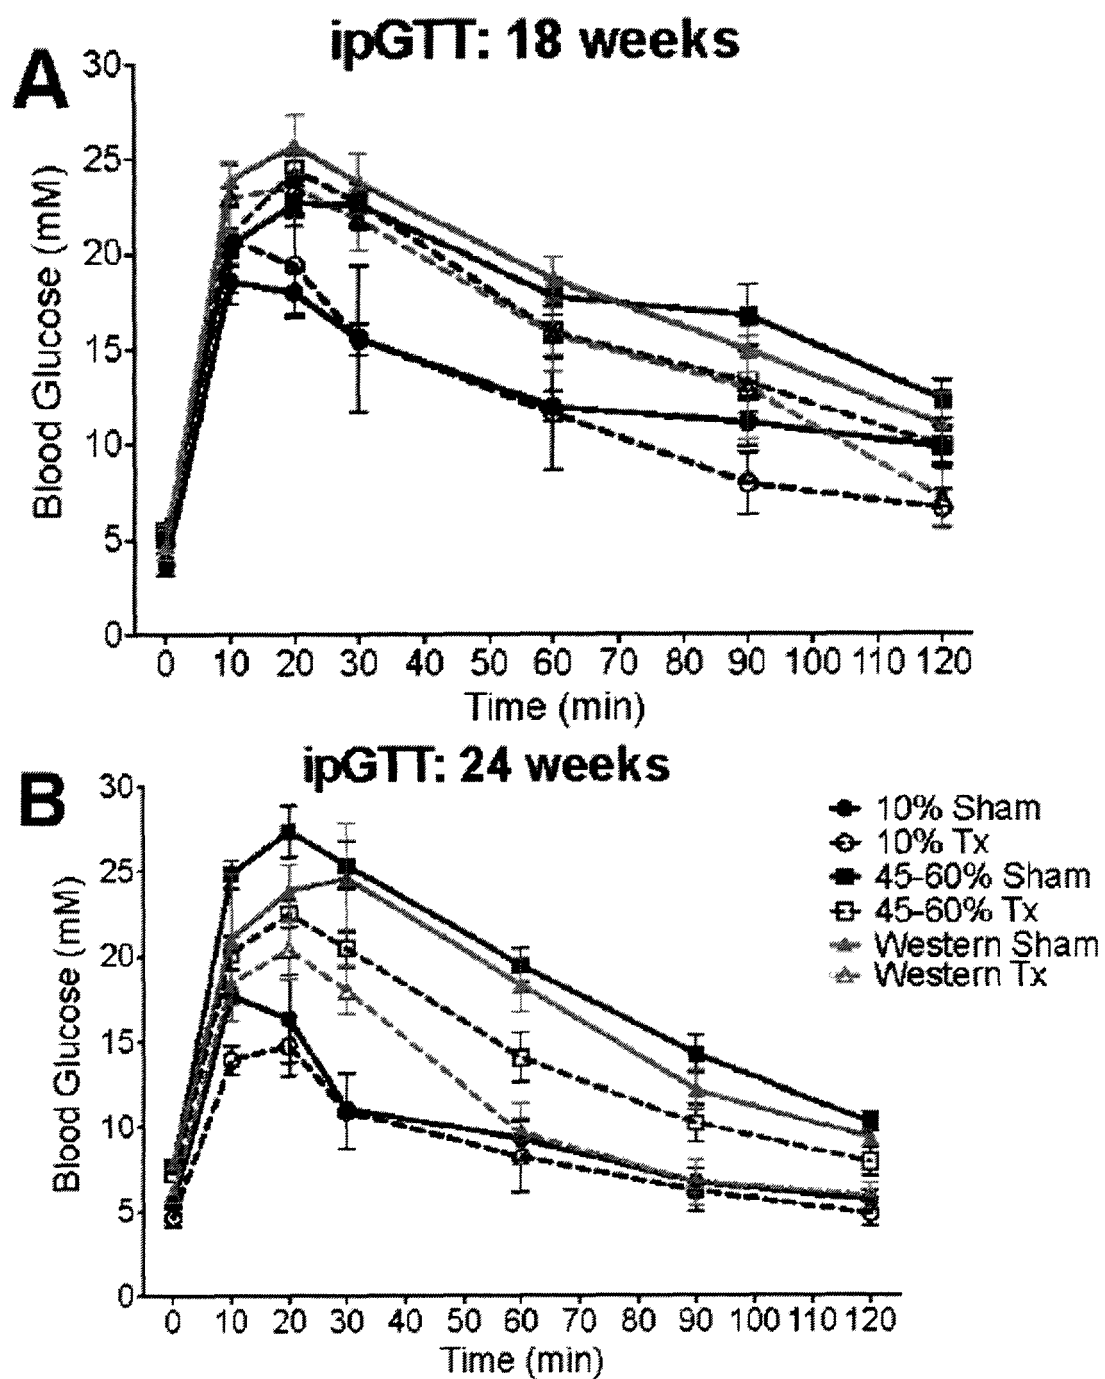 A
ipGTT: 18 weeks
Blood Glucose (mM)
30
25
20
15
10
5
0
0 10 20 30 40 50 60 70 80 90 100 110 120
Time (min)
B
ipGTT: 24 weeks
Blood Glucose (mM)
30
25
20
15
10
5
0
0 10 20 30 40 50 60 70 80 90 100 110 120
Time (min)
10% Sham
10% Tx
45-60% Sham
45-60% Tx
Western Sham
Western Tx